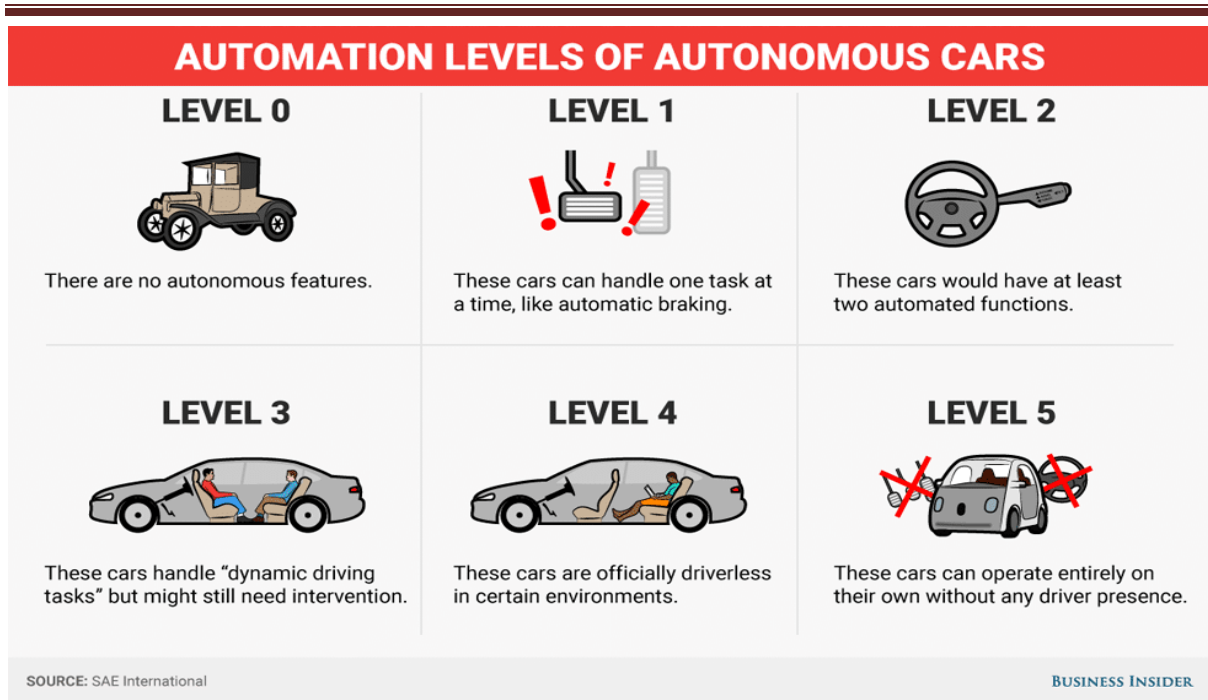 AUTOMATION LEVELS OF AUTONOMOUS CARS
LEVEL 0
There are no autonomous features.
LEVEL 1
These cars can handle one task at
a time, like automatic braking.
LEVEL 2
These cars would have at least
two automated functions.
LEVEL 3
These cars handle “dynamic driving
tasks” but might still need intervention.
LEVEL 4
These cars are officially driverless
in certain environments.
LEVEL 5
These cars can operate entirely on
their own without any driver presence.
SOURCE: SAE International
BUSINESS INSIDER